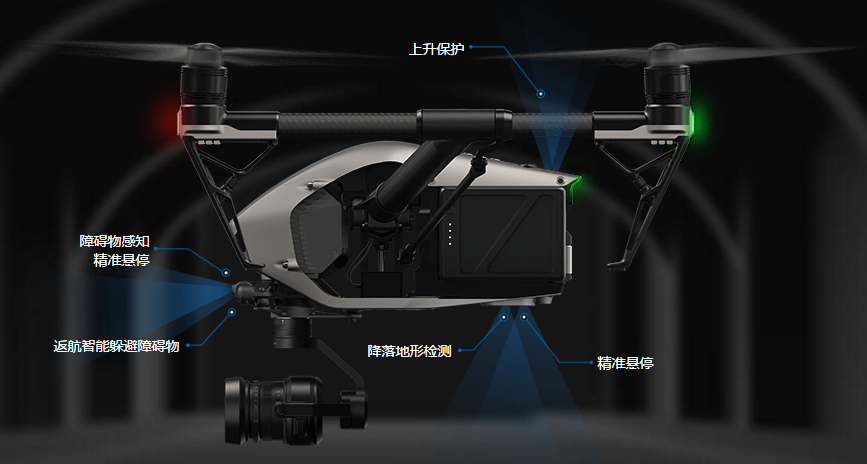 上升保护
障碍物感知
精准悬停
返航智能躲避障碍物
降落地形检测
精准悬停